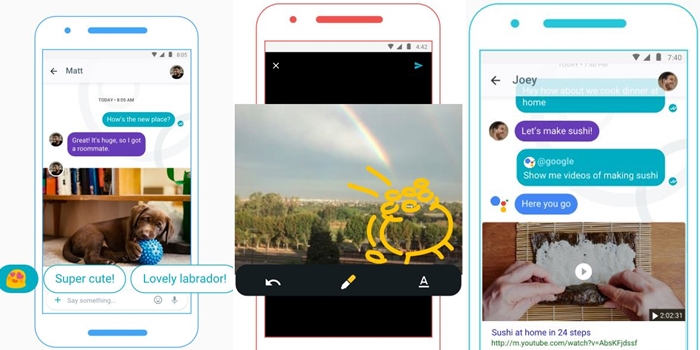 8:05
Matt
TODAY • 8:05 AM
How's the new place?
Great! It's huge, so I got
a roommate.
Super cute!
Lovely labrador!
Say something...
4:42
A
7:40
Joey
Hey how about we cook dinner at
home
Let's make sushi!
@google
Show me videos of making sushi
Here you go
2:02:31
Sushi at home in 24 steps
http://m.youtube.com/watch?v=AbsKFjdssf